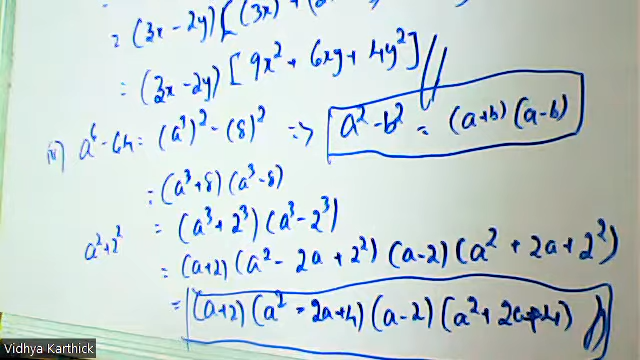 = (3x-2y)[(3x)
= (3x-2y) [9x² + 6xy + 4y²] //
iv) a⁶-64 = (a³)² - (8)² => a²-b² = (a+b) (a-b)
= (a³+8) (a³-8)
= (a³+2³) (a³-2³)
a²+2²
= (a+2) (a² - 2a + 2²) (a-2) (a² + 2a + 2²)
= (a+2) (a² - 2a+4) (a-2) (a² + 2a+4)
Vidhya Karthick